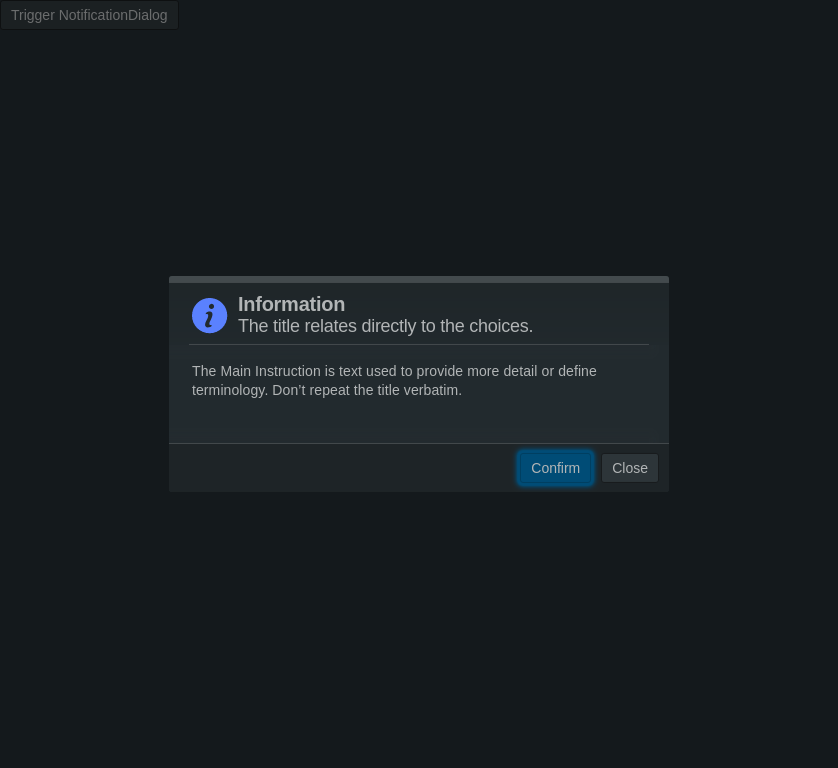 Trigger NotificationDialog
Information
The title relates directly to the choices.
The Main Instruction is text used to provide more detail or define
terminology. Don’t repeat the title verbatim.
Confirm
Close